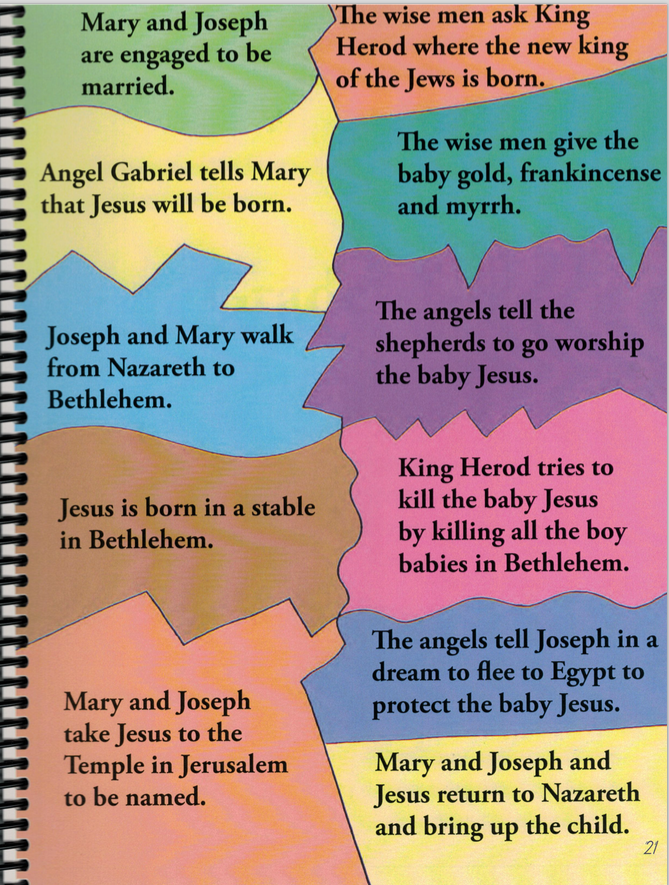 Mary and Joseph
are engaged to be
married.
Angel Gabriel tells Mary
that Jesus will be born.
Joseph and Mary walk
from Nazareth to
Bethlehem.
Jesus is born in a stable
in Bethlehem.
Mary and Joseph
take Jesus to the
Temple in Jerusalem
to be named.
The wise men ask King
Herod where the new king
of the Jews is born.
The wise men give the
baby gold, frankincense
and myrrh.
The angels tell the
shepherds to go worship
the baby Jesus.
King Herod tries to
kill the baby Jesus
by killing all the boy
babies in Bethlehem.
The angels tell Joseph in a
dream to flee to Egypt to
protect the baby Jesus.
Mary and Joseph and
Jesus return to Nazareth
and bring up the child.
21